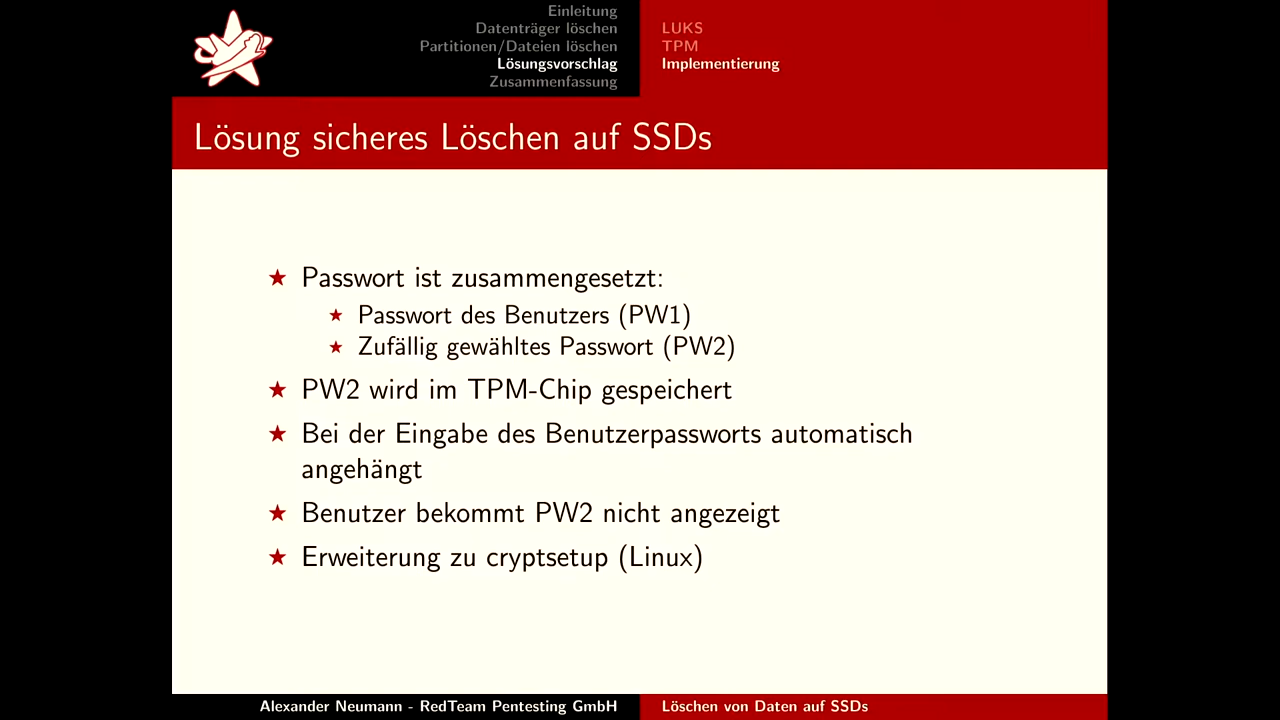 Einleitung
Datenträger löschen
Partitionen/Dateien löschen
Lösungsvorschlag
Zusammenfassung
LUKS
TPM
Implementierung
Lösung sicheres Löschen auf SSDs
Passwort ist zusammengesetzt:
Passwort des Benutzers (PW1)
Zufällig gewähltes Passwort (PW2)
PW2 wird im TPM-Chip gespeichert
Bei der Eingabe des Benutzerpassworts automatisch
angehängt
Benutzer bekommt PW2 nicht angezeigt
Erweiterung zu cryptsetup (Linux)
Alexander Neumann - RedTeam Pentesting GmbH
Löschen von Daten auf SSDs